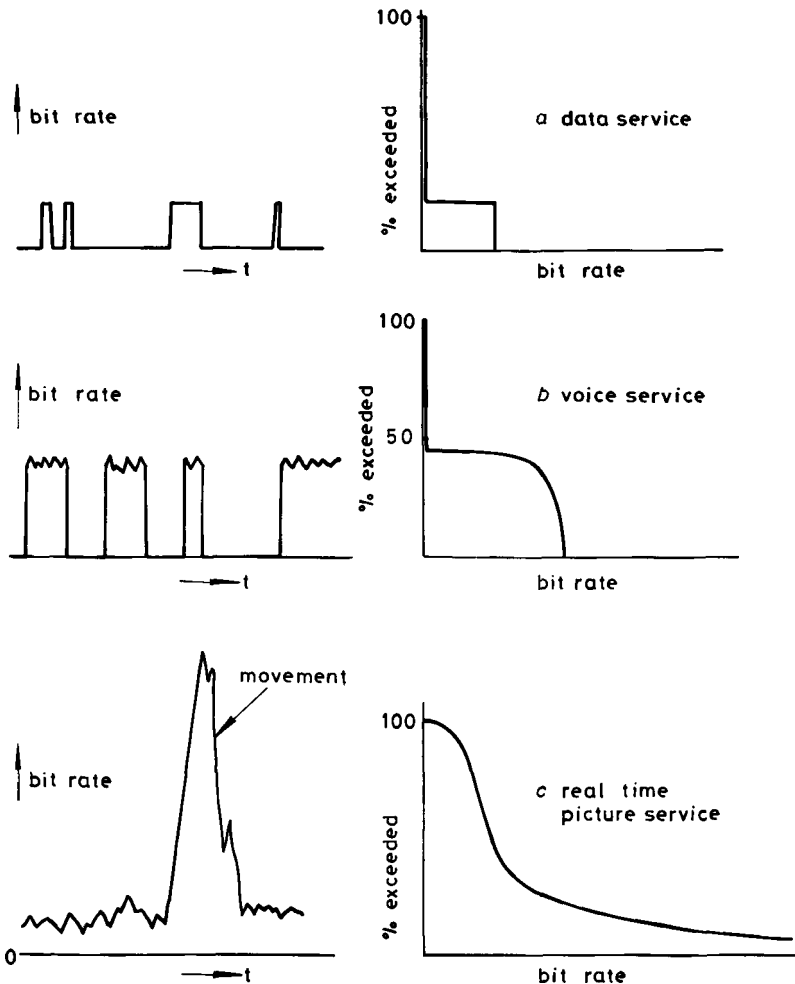 bit rate
t
100
% exceeded
a data service
bit rate
bit rate
t
100
50
% exceeded
b voice service
bit rate
movement
bit rate
0
t
100
% exceeded
c real time
picture service
bit rate